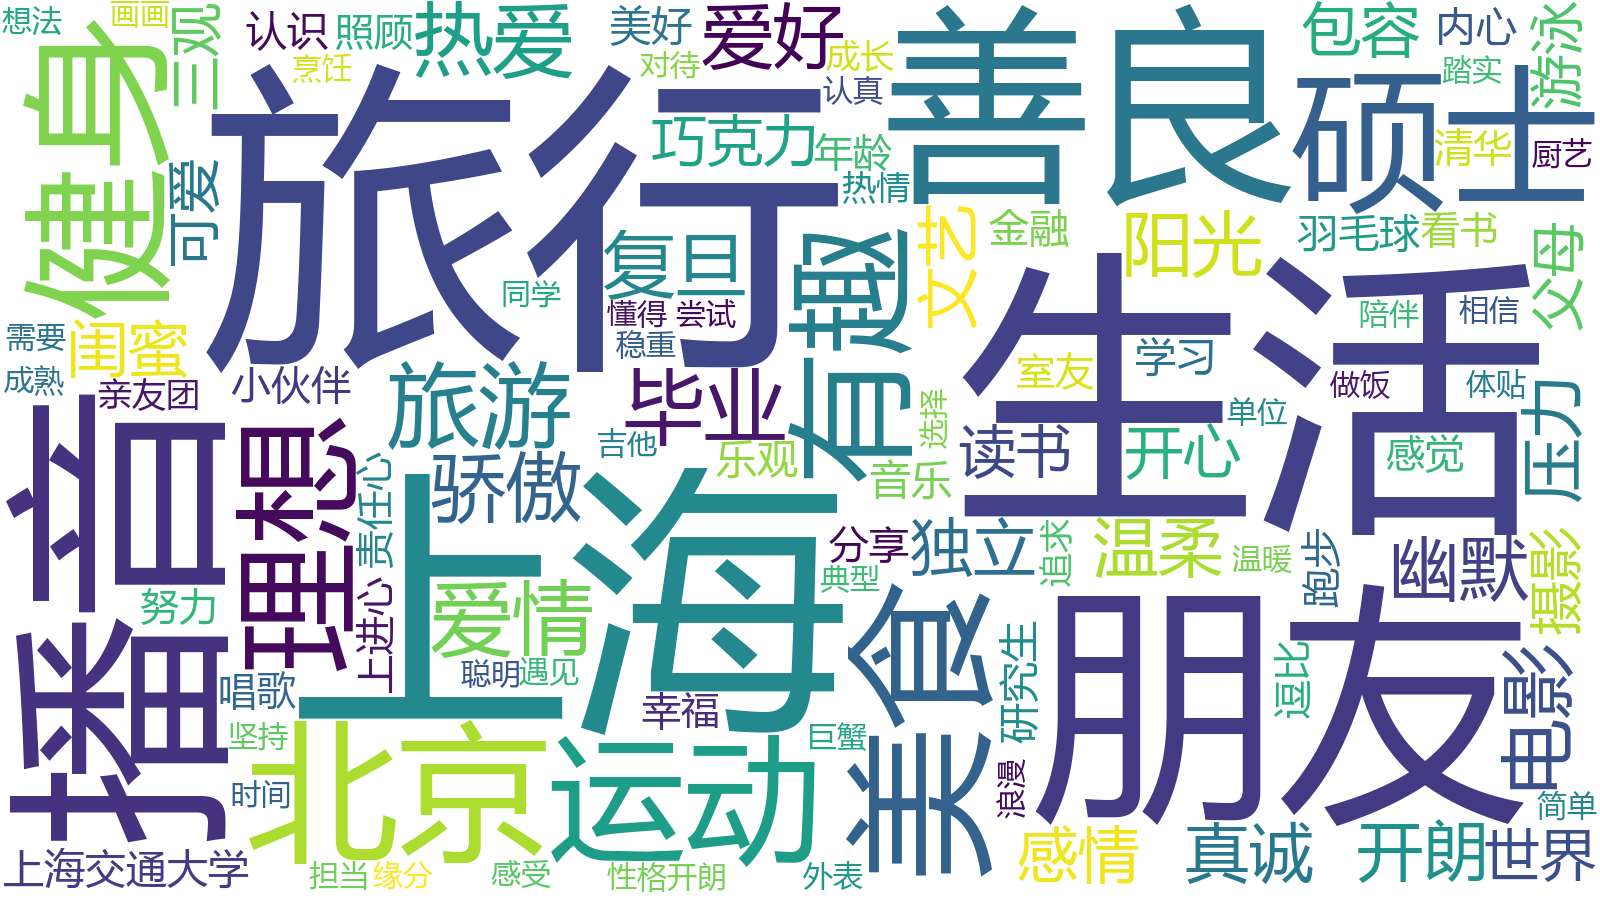 想法
画画
三观
认识
照顾
热爱
美好
爱好
成长
善良
包容
内心
游泳
烹饪
对待
认真
踏实
硕士
健身
旅行
巧克力
年龄
清华
厨艺
可爱
热情
文艺
金融
阳光
羽毛球
看书
父母
复旦
有趣
同学
懂得
尝试
生活
陪伴
相信
需要
闺蜜
稳重
室友
学习
成熟
亲友团
小伙伴
旅游
毕业
做饭
体贴
压力
播音
理想
责任心
骄傲
吉他
乐观
选择
音乐
读书
开心
单位
感觉
上海
分享
独立
追求
温柔
温暖
跑步
幽默
摄影
努力
上进心
爱情
典型
美食
研究生
朋友
逗比
电影
唱歌
聪明
遇见
幸福
坚持
北京
运动
巨蟹
浪漫
时间
简单
上海交通大学
担当
缘分
感受
性格开朗
外表
感情
真诚
开朗
世界